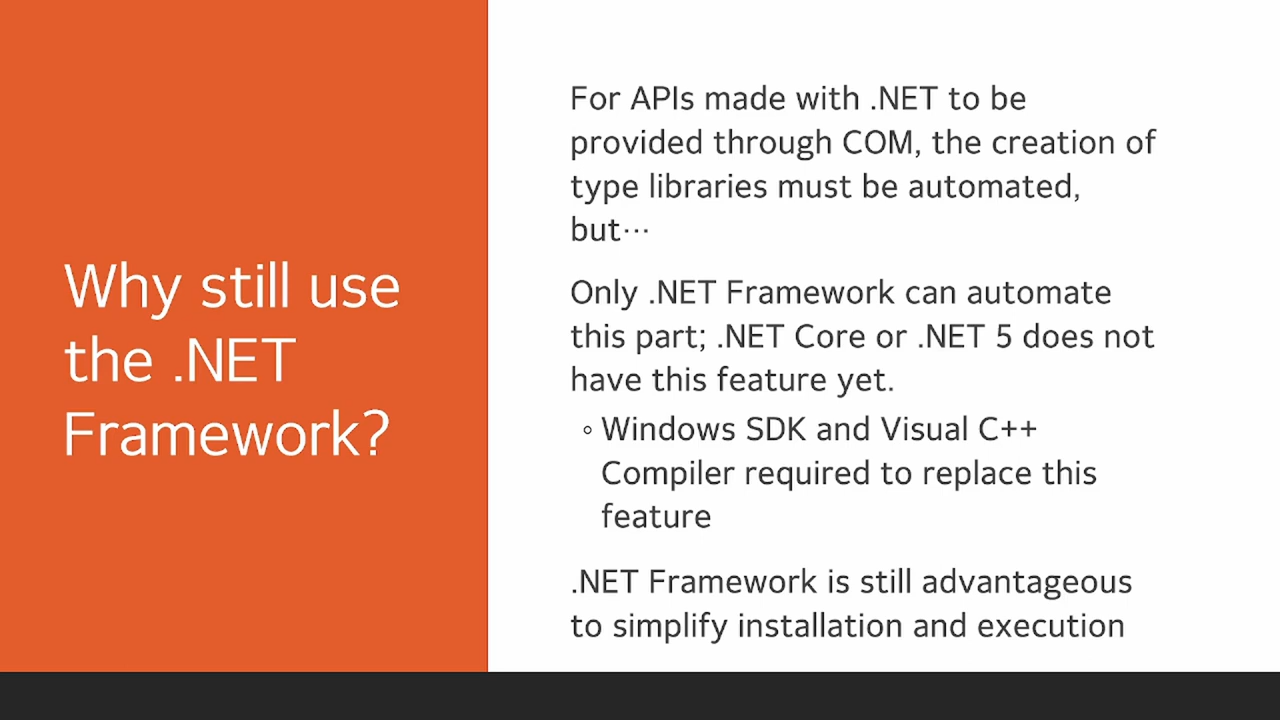 Why still use
the .NET
Framework?
For APIs made with .NET to be
provided through COM, the creation of
type libraries must be automated,
but···
Only .NET Framework can automate
this part; .NET Core or .NET 5 does not
have this feature yet.
◦ Windows SDK and Visual C++
Compiler required to replace this
feature
.NET Framework is still advantageous
to simplify installation and execution